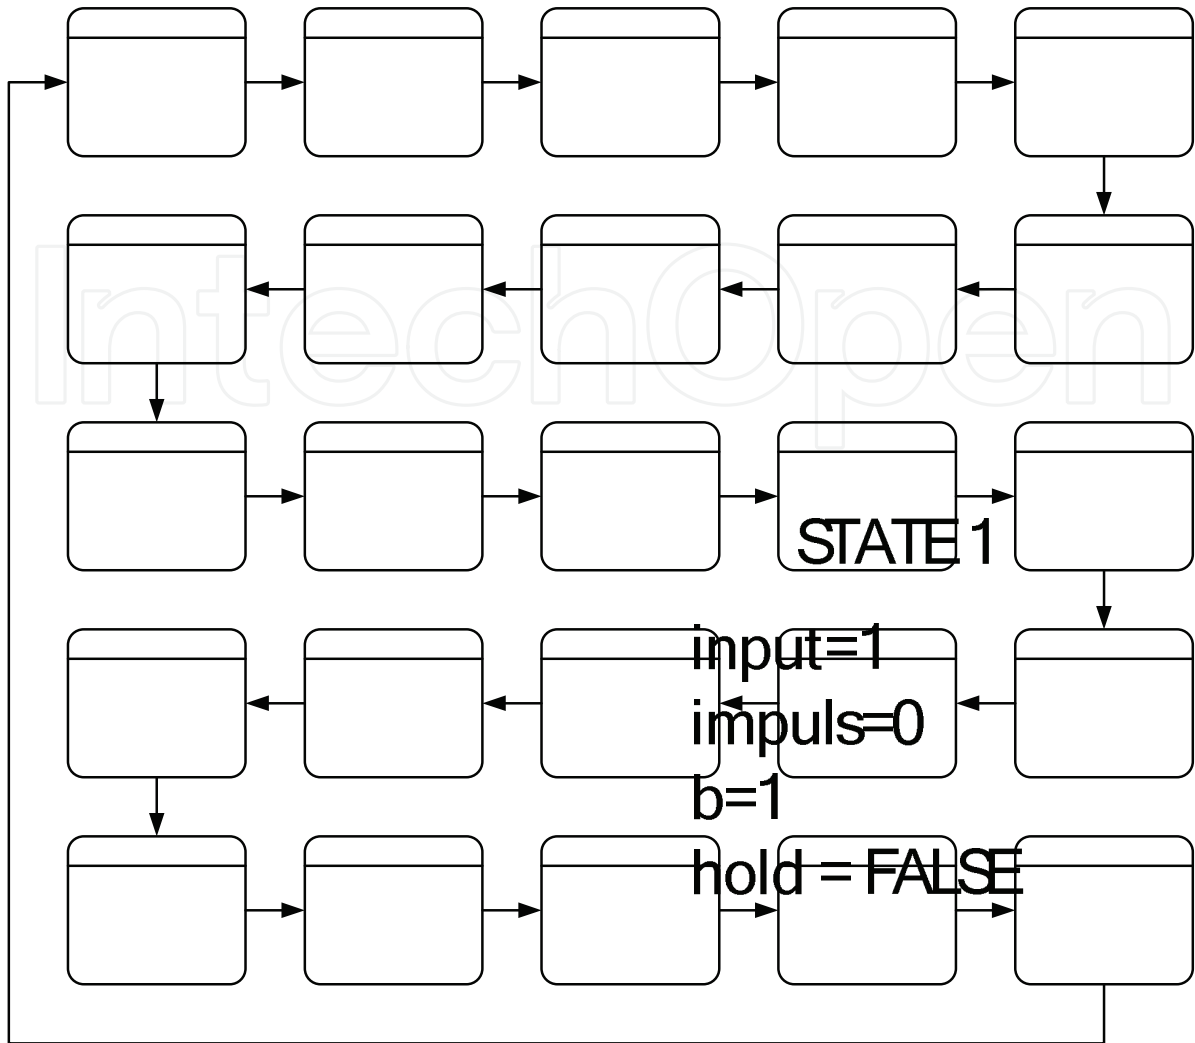 IntechOpen
STATE 1
input=1
impuls=0
b=1
hold = FALSE